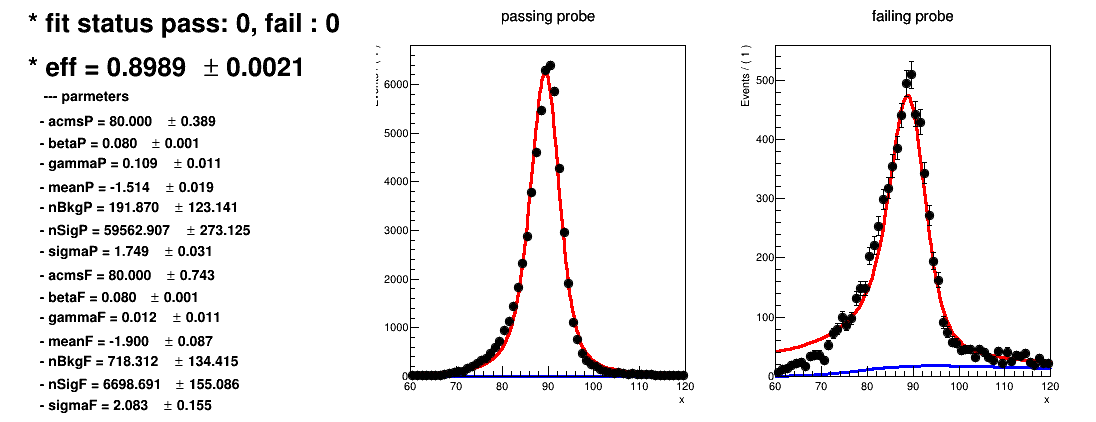 * fit status pass: 0, fail : 0
* eff = 0.8989 ± 0.0021
--- parmeters
- acmsP = 80.000 ± 0.389
- betaP = 0.080 ± 0.001
- gammaP = 0.109 ± 0.011
- meanP = -1.514 ± 0.019
- nBkgP = 191.870 ± 123.141
- nSigP = 59562.907 ± 273.125
- sigmaP = 1.749 ± 0.031
- acmsF = 80.000 ± 0.743
- betaF = 0.080 ± 0.001
- gammaF = 0.012 ± 0.011
- meanF = -1.900 ± 0.087
- nBkgF = 718.312 ± 134.415
- nSigF = 6698.691 ± 155.086
- sigmaF = 2.083 ± 0.155
passing probe
6000
5000
4000
3000
2000
1000
0
60 70 80 90 100 110 120
x
failing probe
Events / ( 1 )
500
400
300
200
100
0
60 70 80 90 100 110 120
x